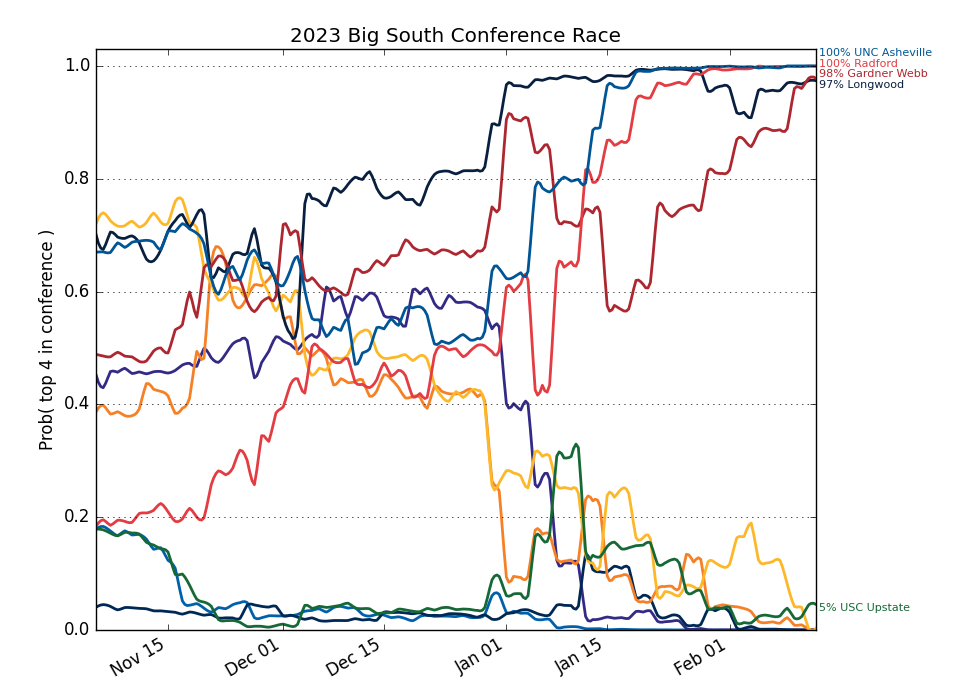 2023 Big South Conference Race
100% UNC Asheville
100% Radford
98% Gardner Webb
97% Longwood
5% USC Upstate
Prob( top 4 in conference )
1.0
0.8
0.6
0.4
0.2
0.0
Nov 15
Dec 01
Dec 15
Jan 01
Jan 15
Feb 01